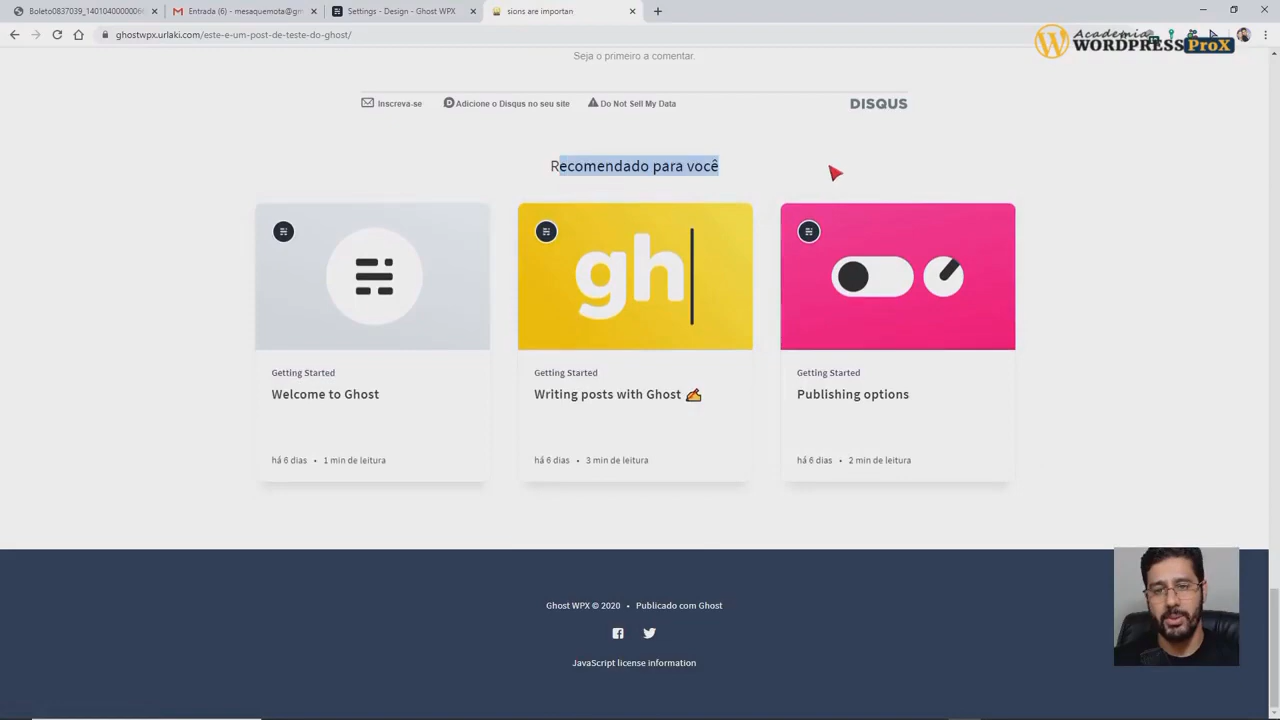 Boleto0837039_14010400000060
Entrada (6) - mesaquemota@gm
Settings - Design - Ghost WPX
sions are importan
ghostwpx.urlaki.com/este-e-um-post-de-teste-do-ghost/
Academia
WORDPRESS ProX
Seja o primeiro a comentar.
Inscreva-se
Adicione o Disqus no seu site
Do Not Sell My Data
DISQUS
Recomendado para você
gh
Getting Started
Welcome to Ghost
há 6 dias • 1 min de leitura
Getting Started
Writing posts with Ghost ✍
há 6 dias • 3 min de leitura
Getting Started
Publishing options
há 6 dias • 2 min de leitura
Ghost WPX © 2020 • Publicado com Ghost
JavaScript license information